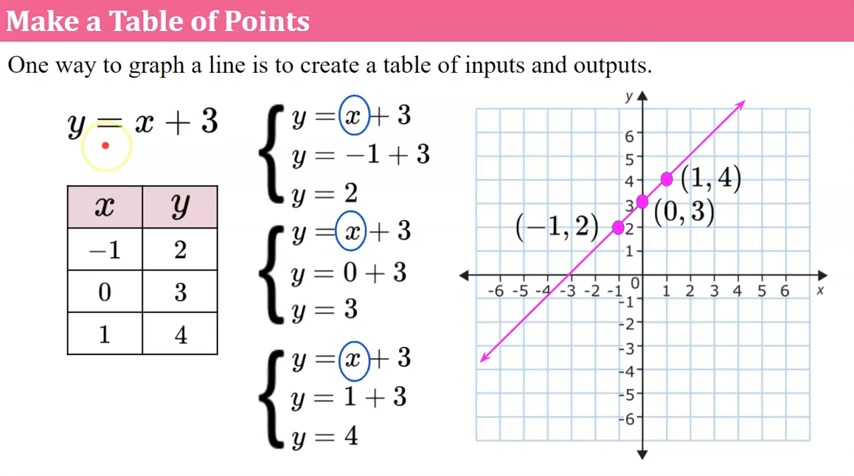 Make a Table of Points
One way to graph a line is to create a table of inputs and outputs.
y = x + 3
x y
−1 2
0 3
1 4
y = x + 3
y = −1 + 3
y = 2
y = x + 3
y = 0 + 3
y = 3
y = x + 3
y = 1 + 3
y = 4
y
6
5
4
3
2
1
0
(1, 4)
(0, 3)
(−1, 2)
-6 -5 -4 -3 -2 -1 1 2 3 4 5 6 x
-1
-2
-3
-4
-5
-6